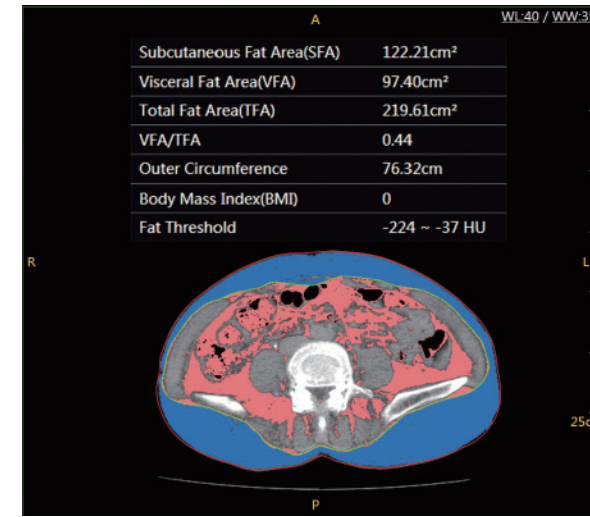 A
WL:40 / WW:3
Subcutaneous Fat Area(SFA) 122.21cm²
Visceral Fat Area(VFA) 97.40cm²
Total Fat Area(TFA) 219.61cm²
VFA/TFA 0.44
Outer Circumference 76.32cm
Body Mass Index(BMI) 0
Fat Threshold -224 ~ -37 HU
R
L
25c
P